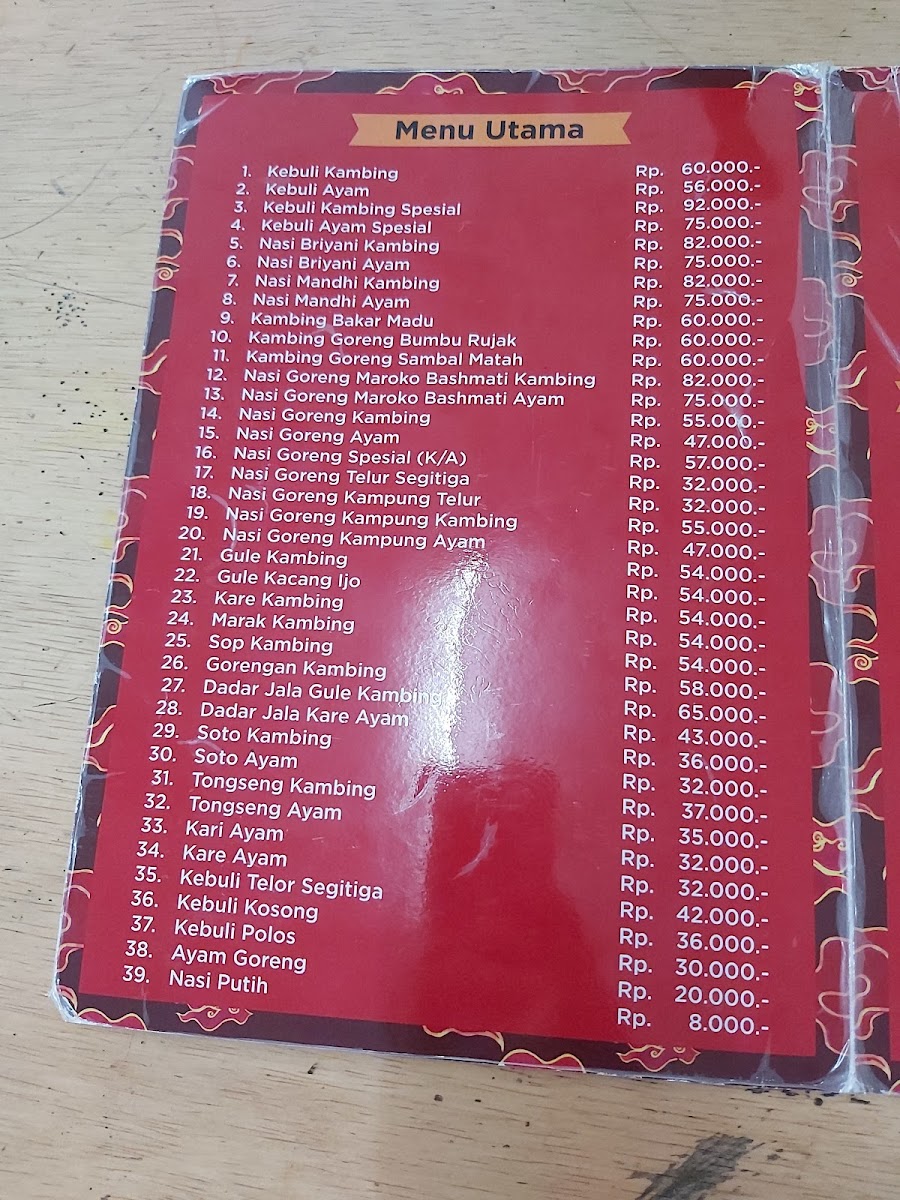 Menu Utama
1. Kebuli Kambing Rp. 60.000.-
2. Kebuli Ayam Rp. 56.000.-
3. Kebuli Kambing Spesial Rp. 92.000.-
4. Kebuli Ayam Spesial Rp. 75.000.-
5. Nasi Briyani Kambing Rp. 82.000.-
6. Nasi Briyani Ayam Rp. 75.000.-
7. Nasi Mandhi Kambing Rp. 82.000.-
8. Nasi Mandhi Ayam Rp. 75.000.-
9. Kambing Bakar Madu Rp. 60.000.-
10. Kambing Goreng Bumbu Rujak Rp. 60.000.-
11. Kambing Goreng Sambal Matah Rp. 60.000.-
12. Nasi Goreng Maroko Bashmati Kambing Rp. 82.000.-
13. Nasi Goreng Maroko Bashmati Ayam Rp. 75.000.-
14. Nasi Goreng Kambing Rp. 55.000.-
15. Nasi Goreng Ayam Rp. 47.000.-
16. Nasi Goreng Spesial (K/A) Rp. 57.000.-
17. Nasi Goreng Telur Segitiga Rp. 32.000.-
18. Nasi Goreng Kampung Telur Rp. 32.000.-
19. Nasi Goreng Kampung Kambing Rp. 55.000.-
20. Nasi Goreng Kampung Ayam Rp. 47.000.-
21. Gule Kambing Rp. 54.000.-
22. Gule Kacang Ijo Rp. 54.000.-
23. Kare Kambing Rp. 54.000.-
24. Marak Kambing Rp. 54.000.-
25. Sop Kambing Rp. 54.000.-
26. Gorengan Kambing Rp. 58.000.-
27. Dadar Jala Gule Kambing Rp. 65.000.-
28. Dadar Jala Kare Ayam Rp. 43.000.-
29. Soto Kambing Rp. 36.000.-
30. Soto Ayam Rp. 32.000.-
31. Tongseng Kambing Rp. 37.000.-
32. Tongseng Ayam Rp. 35.000.-
33. Kari Ayam Rp. 32.000.-
34. Kare Ayam Rp. 32.000.-
35. Kebuli Telor Segitiga Rp. 42.000.-
36. Kebuli Kosong Rp. 36.000.-
37. Kebuli Polos Rp. 30.000.-
38. Ayam Goreng Rp. 20.000.-
39. Nasi Putih Rp. 8.000.-